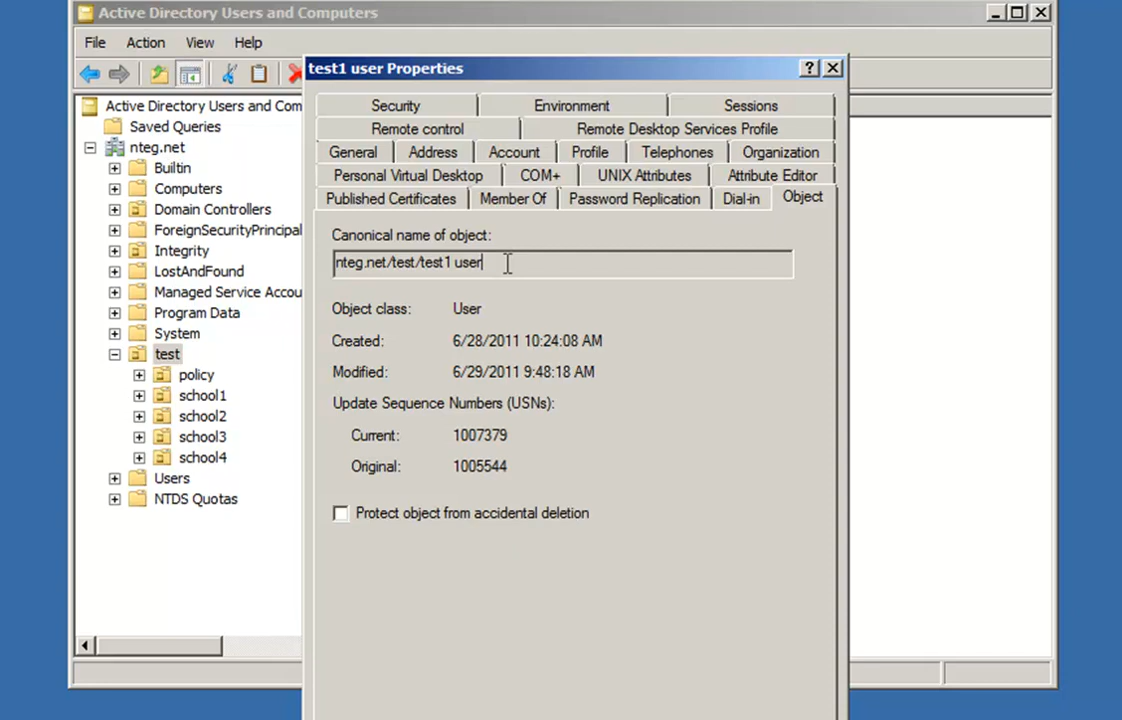 Active Directory Users and Computers
File Action View Help
test1 user Properties
Active Directory Users and Com
Saved Queries
nteg.net
Builtin
Computers
Domain Controllers
ForeignSecurityPrincipal
Integrity
LostAndFound
Managed Service Accou
Program Data
System
test
policy
school1
school2
school3
school4
Users
NTDS Quotas
Security Environment Sessions
Remote control Remote Desktop Services Profile
General Address Account Profile Telephones Organization
Personal Virtual Desktop COM+ UNIX Attributes Attribute Editor
Published Certificates Member Of Password Replication Dial-in Object
Canonical name of object:
nteg.net/test/test1 user
Object class: User
Created: 6/28/2011 10:24:08 AM
Modified: 6/29/2011 9:48:18 AM
Update Sequence Numbers (USNs):
Current: 1007379
Original: 1005544
Protect object from accidental deletion